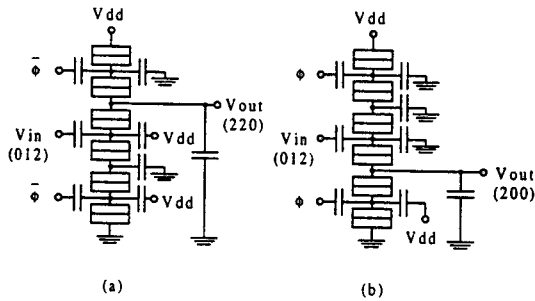 Vdd
ϕ̅
Vout
(220)
Vin
(012)
Vdd
ϕ̅
Vdd
(a)
Vdd
ϕ
Vin
(012)
Vout
(200)
ϕ
Vdd
(b)